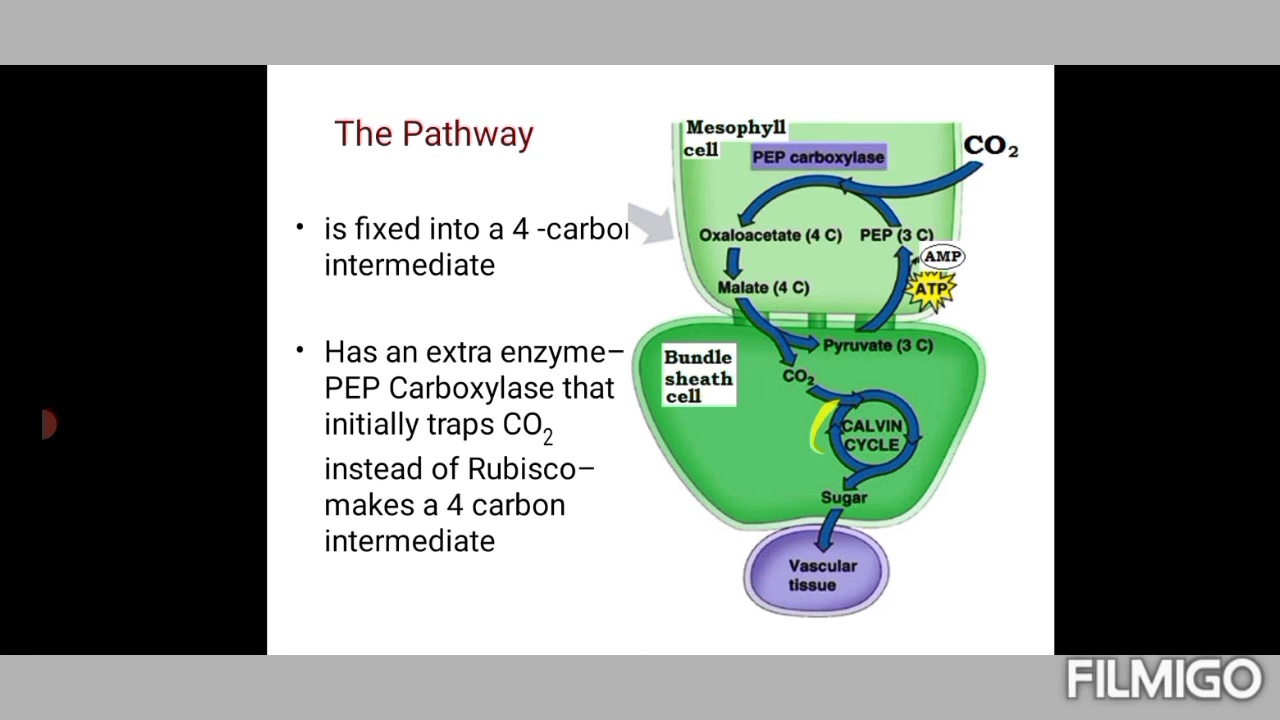 The Pathway
• is fixed into a 4 -carbon
intermediate
• Has an extra enzyme–
PEP Carboxylase that
initially traps CO₂
instead of Rubisco–
makes a 4 carbon
intermediate
Mesophyll
cell
PEP carboxylase
CO₂
Oxaloacetate (4 C)
PEP (3 C)
AMP
ATP
Malate (4 C)
Bundle
sheath
cell
Pyruvate (3 C)
CO₂
CALVIN
CYCLE
Sugar
Vascular
tissue
FILMIGO